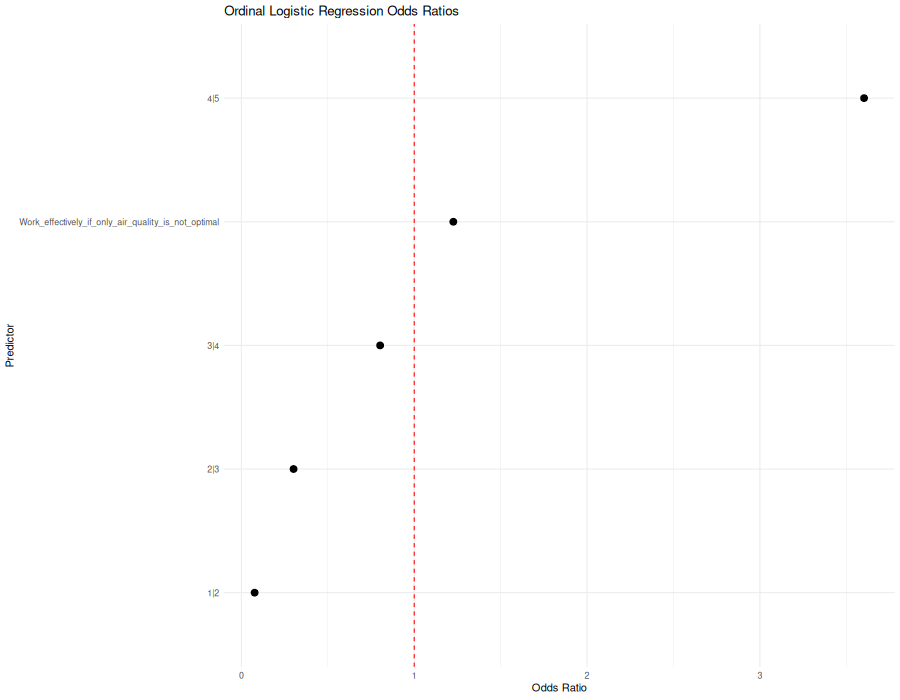 Ordinal Logistic Regression Odds Ratios
4|5
Work_effectively_if_only_air_quality_is_not_optimal
Predictor
3|4
2|3
1|2
0 1 2 3
Odds Ratio